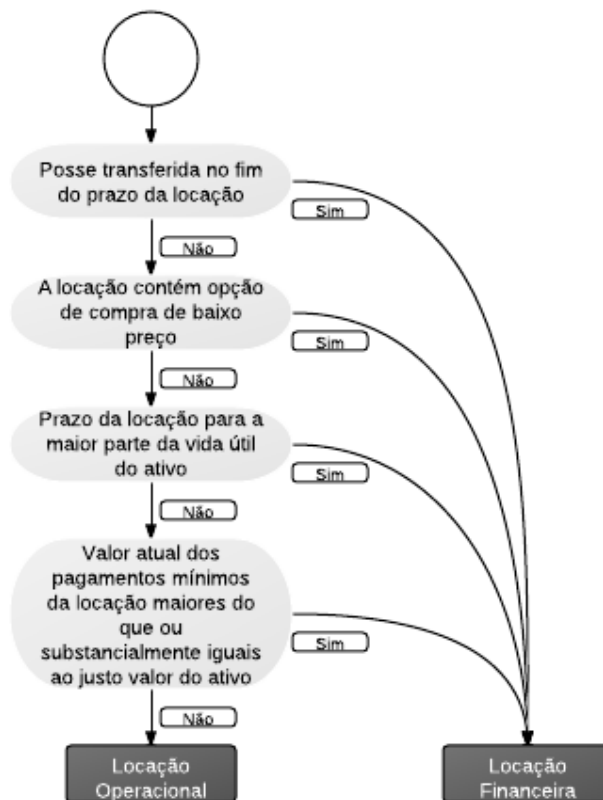 Posse transferida no fim
do prazo da locação
Sim
Não
A locação contém opção
de compra de baixo
preço
Sim
Não
Prazo da locação para a
maior parte da vida útil
do ativo
Sim
Não
Valor atual dos
pagamentos mínimos
da locação maiores do
que ou
substancialmente iguais
ao justo valor do ativo
Sim
Não
Locação
Operacional
Locação
Financeira